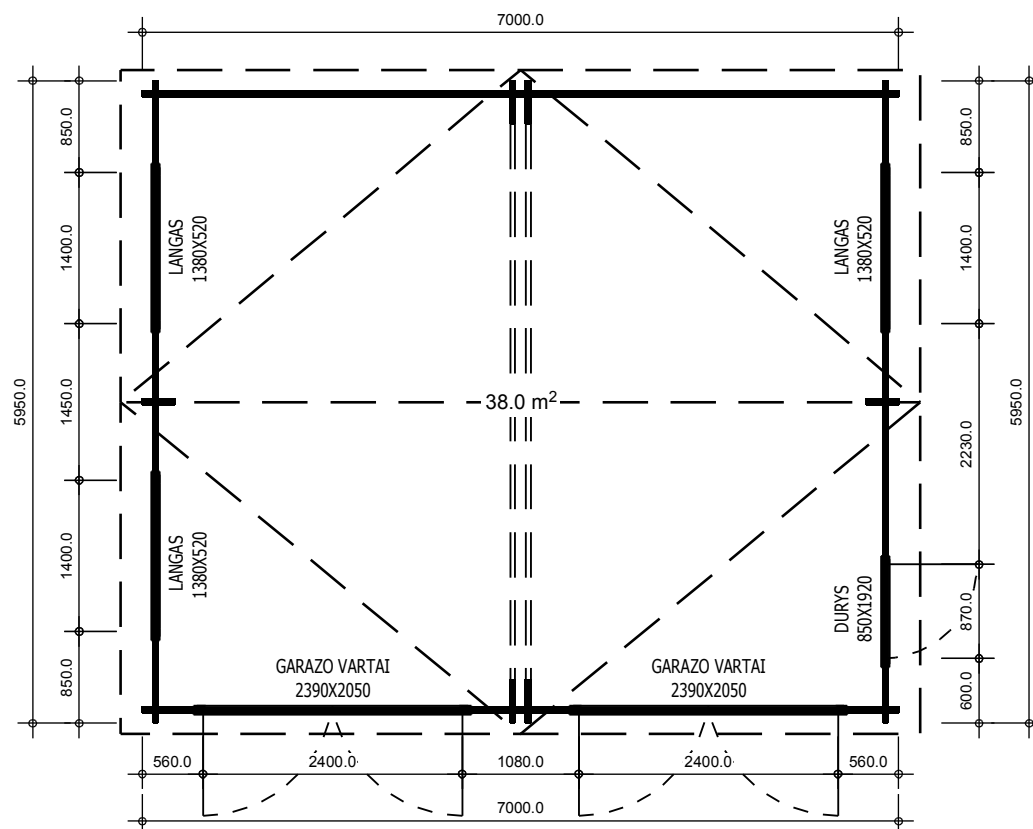 7000.0
850.0
850.0
LANGAS
1380X520
LANGAS
1380X520
1400.0
1400.0
5950.0
1450.0
38.0 m²
2230.0
5950.0
LANGAS
1380X520
1400.0
DURYS
850X1920
870.0
850.0
600.0
GARAZO VARTAI
2390X2050
GARAZO VARTAI
2390X2050
560.0
2400.0
1080.0
2400.0
560.0
7000.0